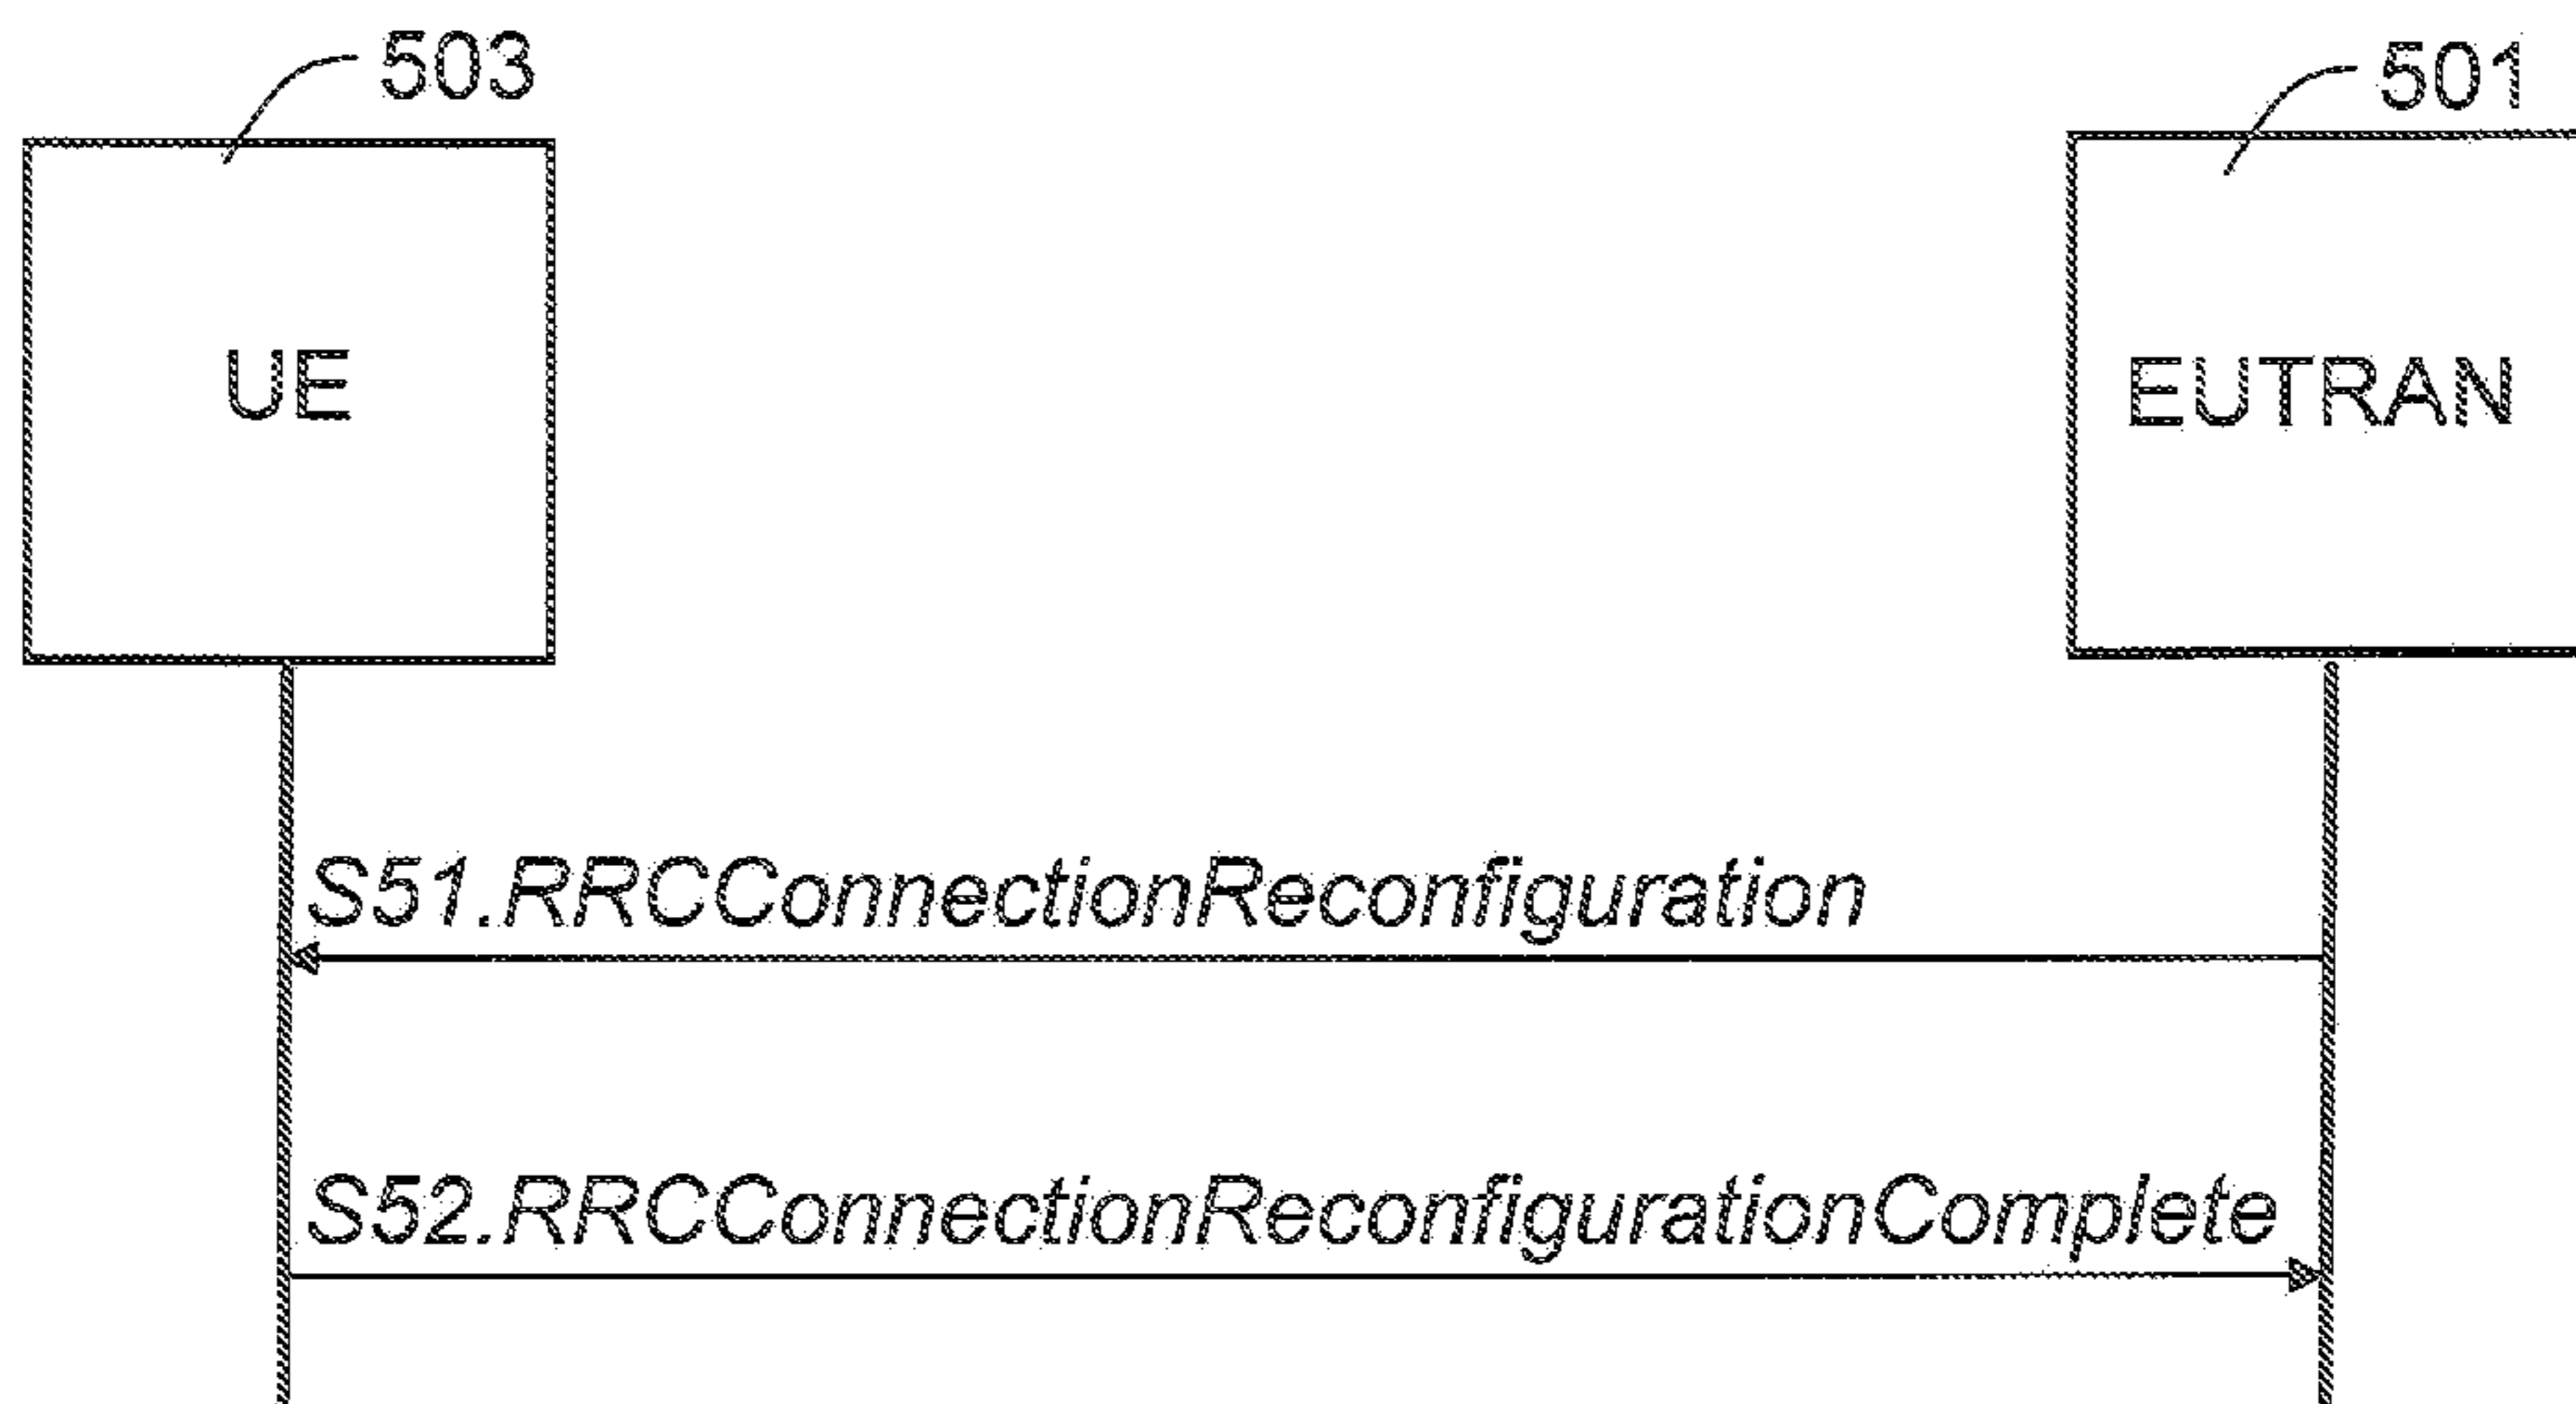 503
501
UE
EUTRAN
S51.RRCConnectionReconfiguration
S52.RRCConnectionReconfigurationComplete